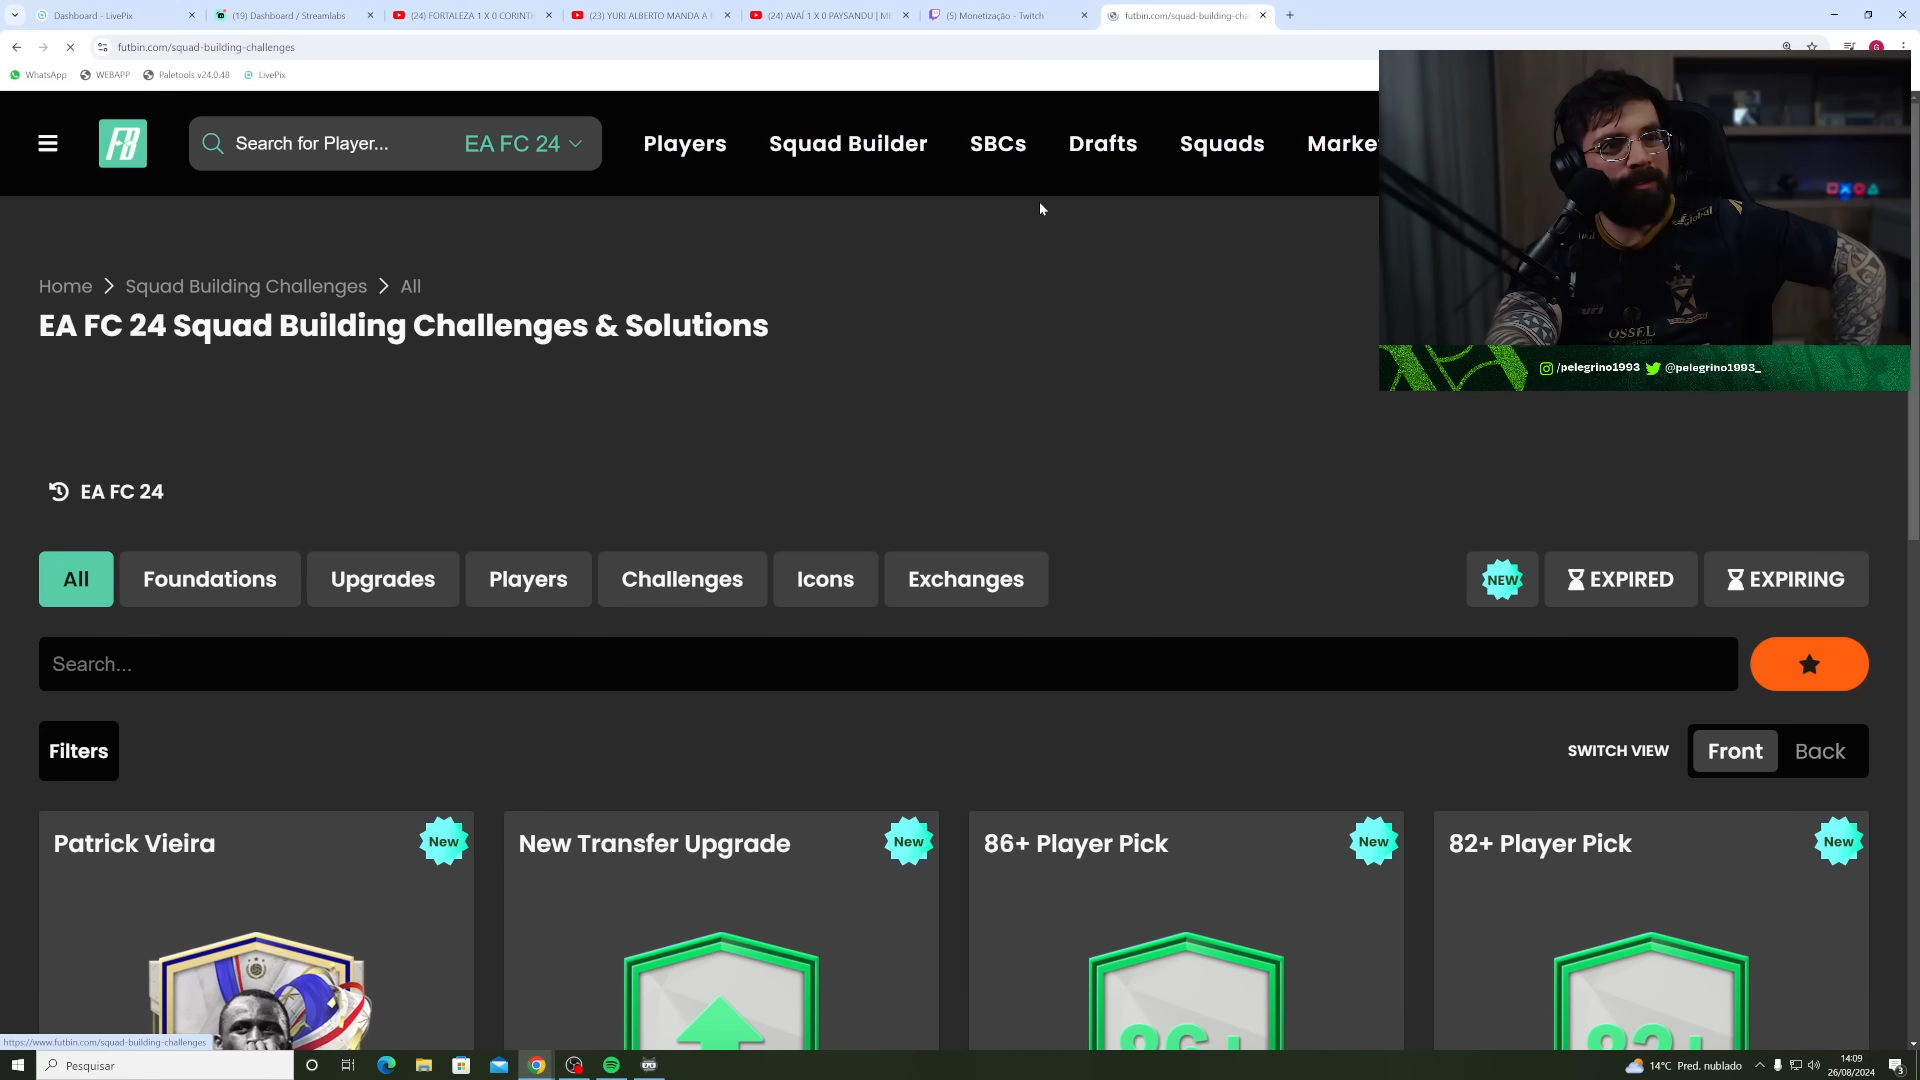 Dashboard - LivePix
(19) Dashboard / Streamlabs
(24) FORTALEZA 1 X 0 CORINTH
(23) YURI ALBERTO MANDA A
(24) AVAÍ 1 X 0 PAYSANDU | M
(5) Monetização - Twitch
futbin.com/squad-building-cha
futbin.com/squad-building-challenges
WhatsApp
WEBAPP
Paletools v24.0.48
LivePix
Search for Player...
EA FC 24
Players
Squad Builder
SBCs
Drafts
Squads
Marke
Global
OSSEL
/pelegrino1993
@pelegrino1993_
Home
Squad Building Challenges
All
EA FC 24 Squad Building Challenges & Solutions
EA FC 24
All
Foundations
Upgrades
Players
Challenges
Icons
Exchanges
NEW
EXPIRED
EXPIRING
Search...
Filters
SWITCH VIEW
Front
Back
Patrick Vieira
New
New Transfer Upgrade
New
86+ Player Pick
New
82+ Player Pick
New
86+
82+
https://www.futbin.com/squad-building-challenges
Pesquisar
14°C Pred. nublado
14:09
26/08/2024
3